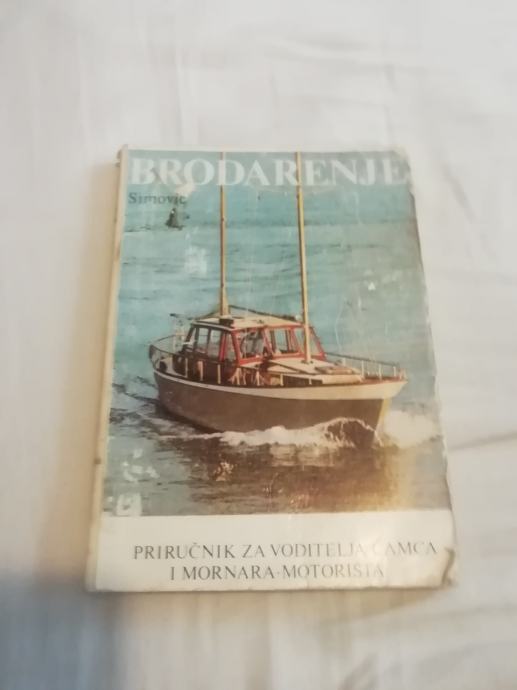 BRODARENJE
Simović
PRIRUČNIK ZA VODITELJA ČAMCA
I MORNARA-MOTORISTA